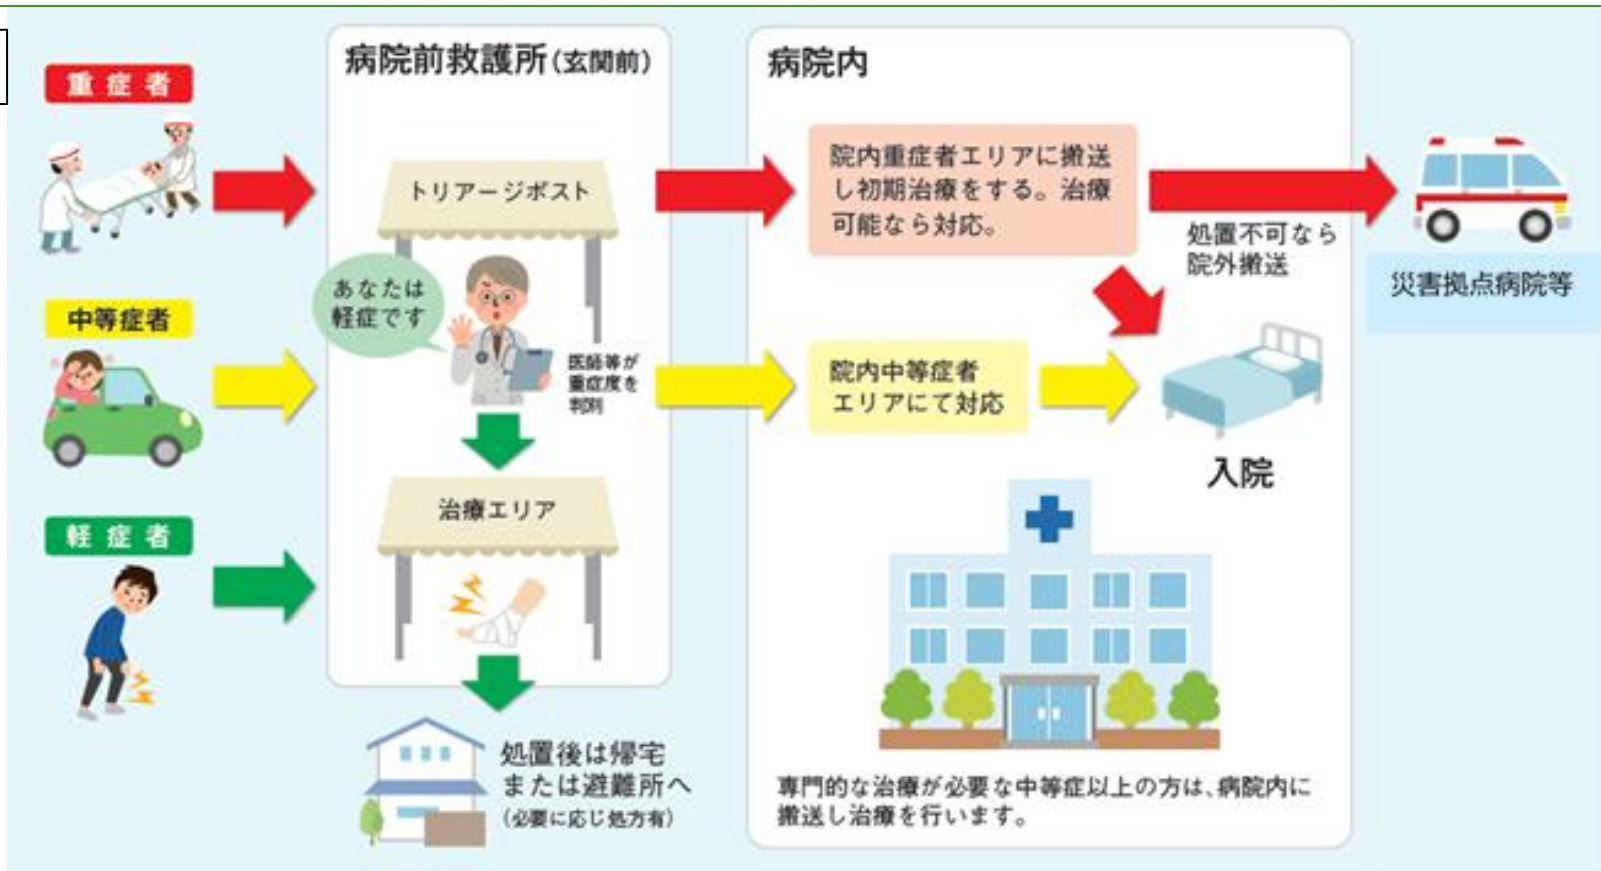 重症者
中等症者
軽症者
病院前救護所(玄関前)
トリアージポスト
あなたは
軽症です
医師等が
重症度を
判別
治療エリア
処置後は帰宅
または避難所へ
(必要に応じ処方有)
病院内
院内重症者エリアに搬送
し初期治療をする。治療
可能なら対応。
処置不可なら
院外搬送
災害拠点病院等
院内中等症者
エリアにて対応
入院
専門的な治療が必要な中等症以上の方は、病院内に
搬送し治療を行います。